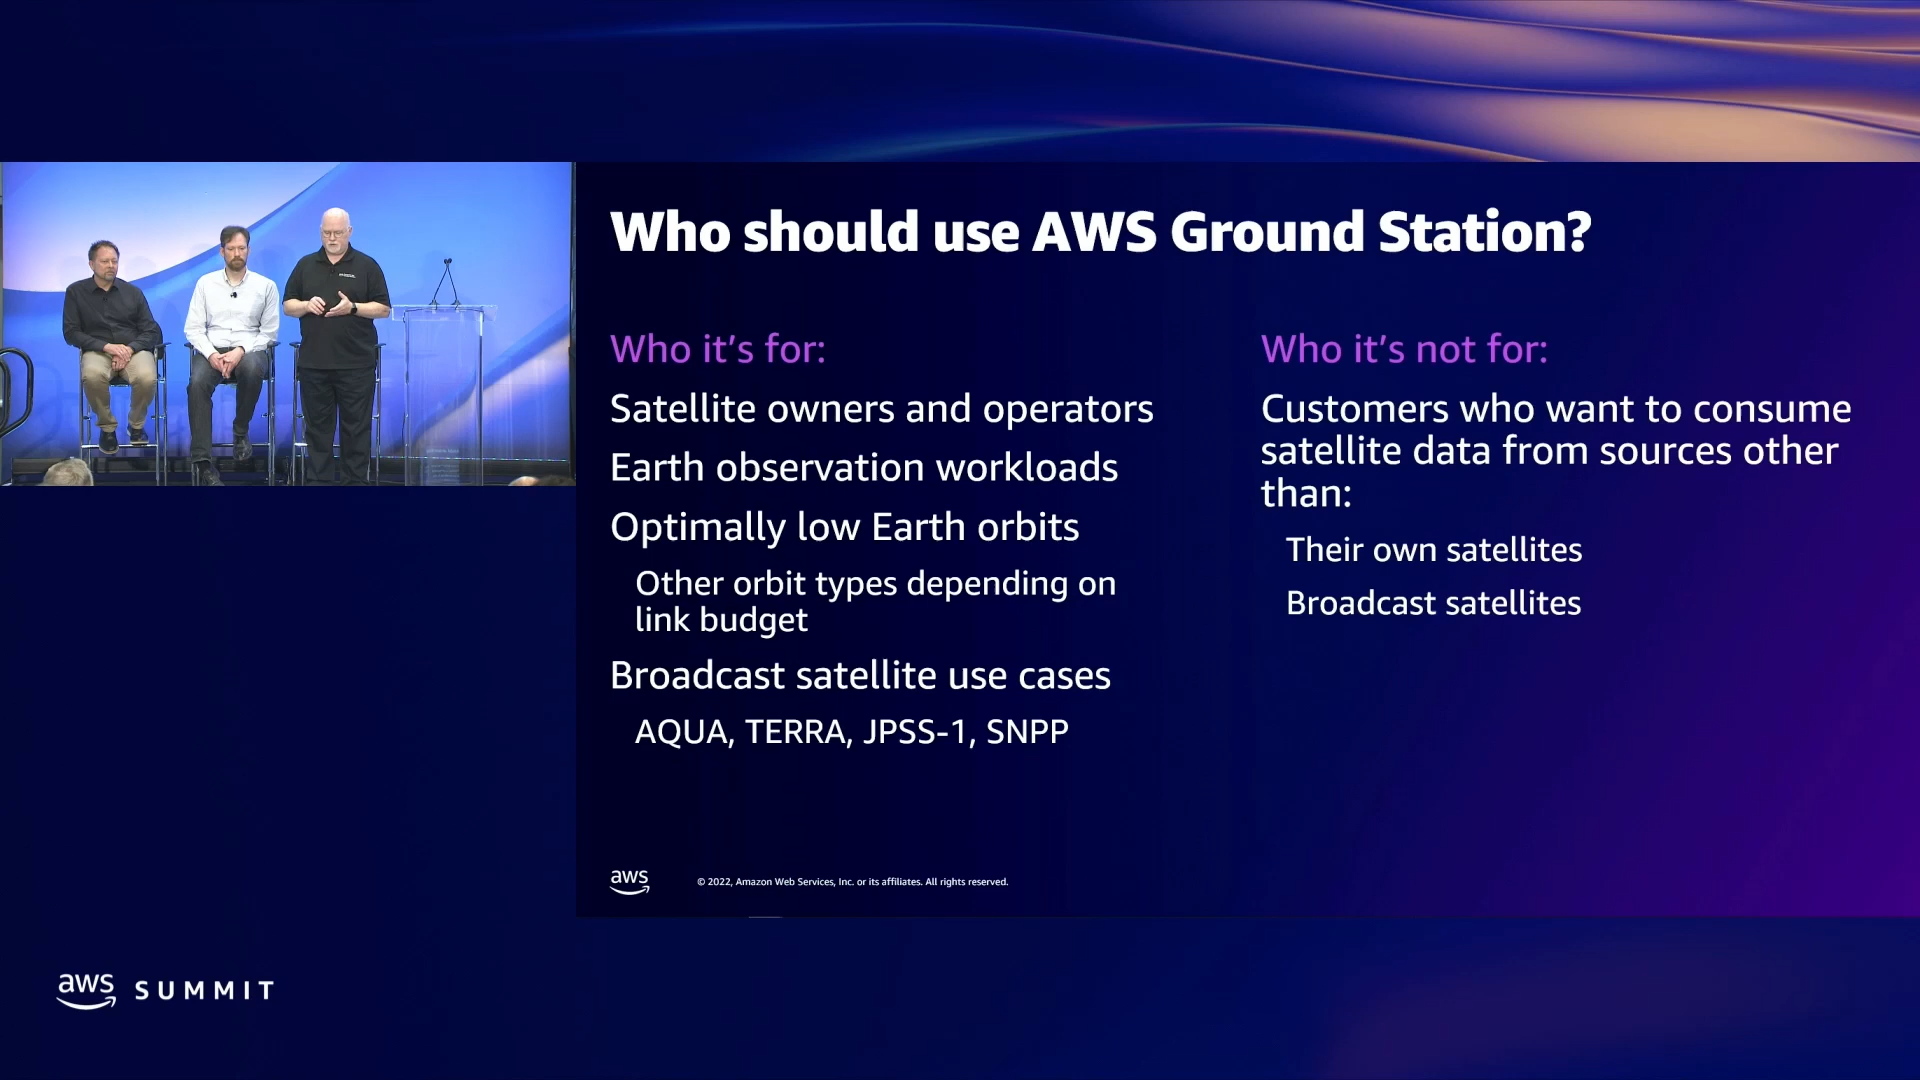 Who should use AWS Ground Station?
Who it's for:
Satellite owners and operators
Earth observation workloads
Optimally low Earth orbits
Other orbit types depending on
link budget
Broadcast satellite use cases
AQUA, TERRA, JPSS-1, SNPP
Who it's not for:
Customers who want to consume
satellite data from sources other
than:
Their own satellites
Broadcast satellites
aws
© 2022, Amazon Web Services, Inc. or its affiliates. All rights reserved.
aws SUMMIT